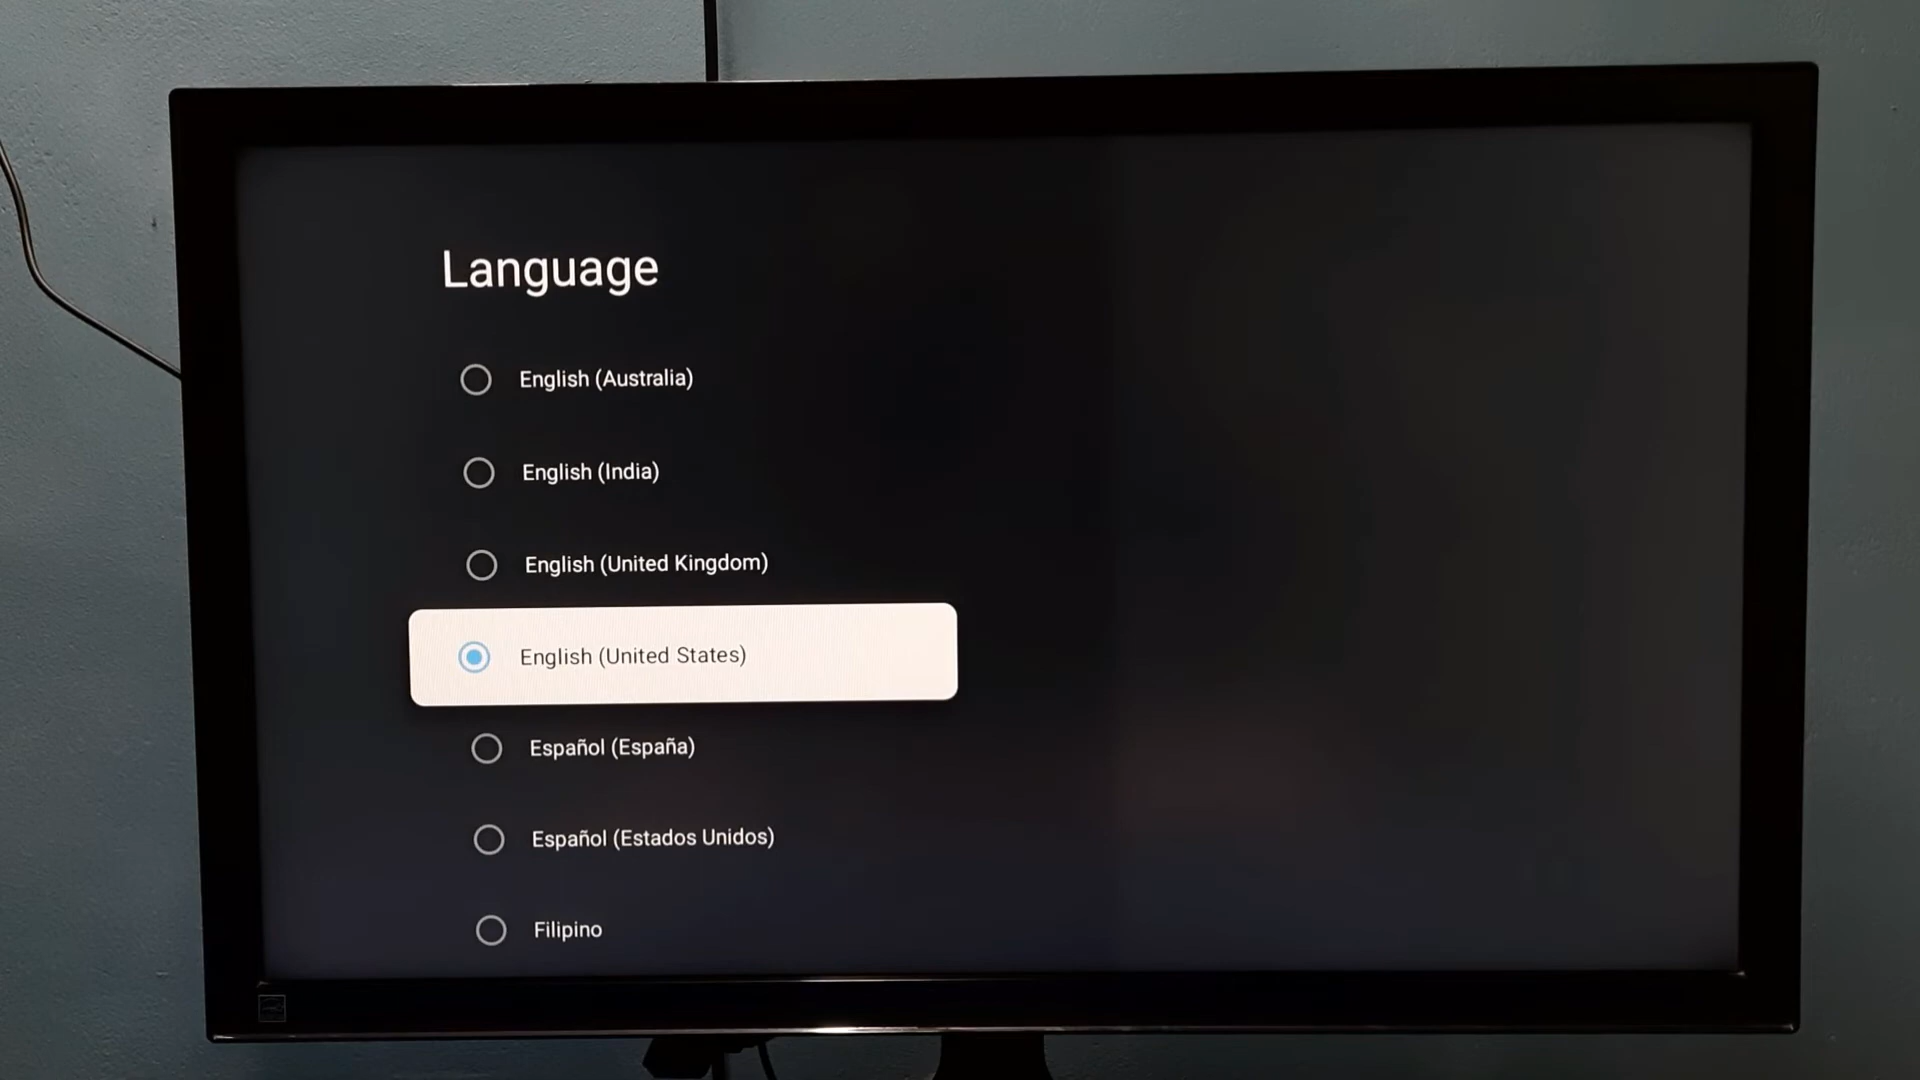 Language
English (Australia)
English (India)
English (United Kingdom)
English (United States)
Español (España)
Español (Estados Unidos)
Filipino